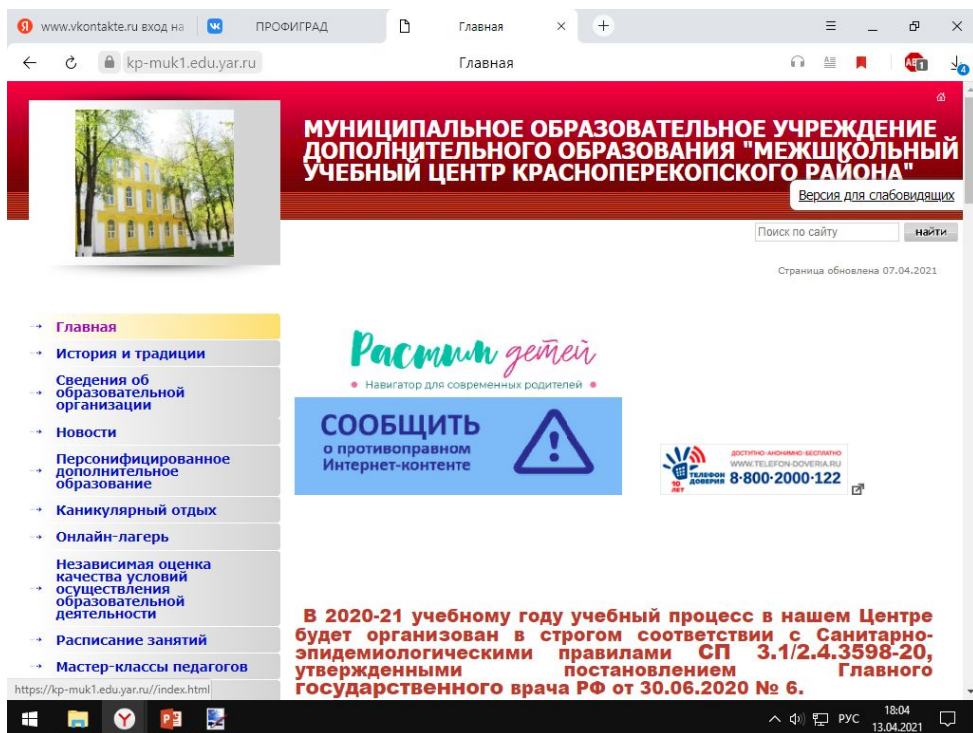 www.vkontakte.ru вход на
ПРОФИГРАД
Главная
kp-muk1.edu.yar.ru
Главная
МУНИЦИПАЛЬНОЕ ОБРАЗОВАТЕЛЬНОЕ УЧРЕЖДЕНИЕ
ДОПОЛНИТЕЛЬНОГО ОБРАЗОВАНИЯ "МЕЖШКОЛЬНЫЙ
УЧЕБНЫЙ ЦЕНТР КРАСНОПЕРЕКОПСКОГО РАЙОНА"
Версия для слабовидящих
Поиск по сайту
найти
Страница обновлена 07.04.2021
Главная
История и традиции
Сведения об
образовательной
организации
Новости
Персонифицированное
дополнительное
образование
Каникулярный отдых
Онлайн-лагерь
Независимая оценка
качества условий
осуществления
образовательной
деятельности
Расписание занятий
Мастер-классы педагогов
Растим детей
Навигатор для современных родителей
СООБЩИТЬ
о противоправном
Интернет-контенте
10 ЛЕТ
ТЕЛЕФОН
ДОВЕРИЯ
ДОСТУПНО·АНОНИМНО·БЕСПЛАТНО
WWW.TELEFON-DOVERIA.RU
8-800-2000-122
В 2020-21 учебному году учебный процесс в нашем Центре
будет организован в строгом соответствии с Санитарно-
эпидемиологическими правилами СП 3.1/2.4.3598-20,
утвержденными постановлением Главного
государственного врача РФ от 30.06.2020 № 6.
https://kp-muk1.edu.yar.ru//index.html
РУС
18:04
13.04.2021